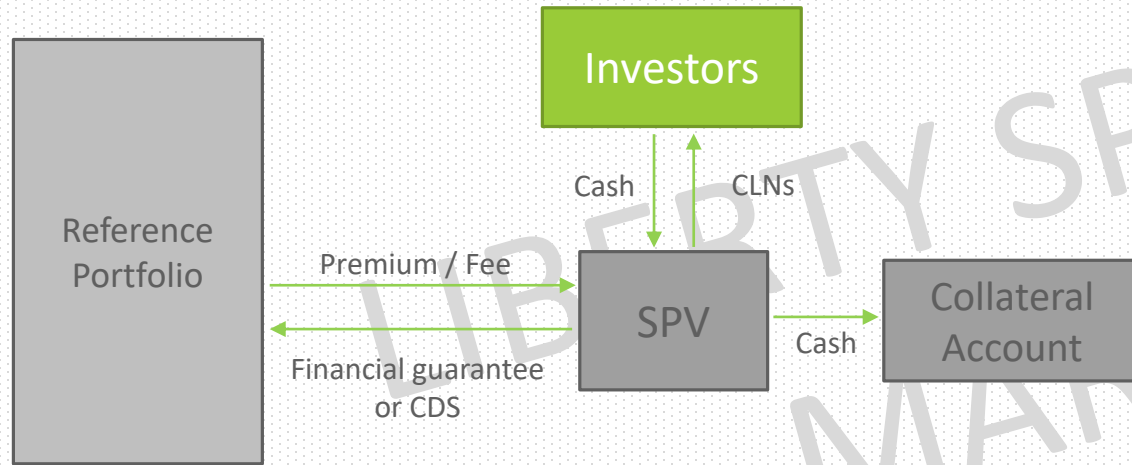 Investors
Cash
CLNs
Reference
Portfolio
Premium / Fee
SPV
Financial guarantee
or CDS
Cash
Collateral
Account
LIBERTY SP
MAR